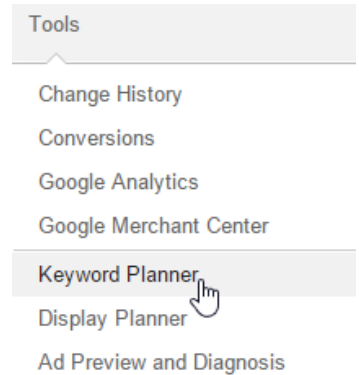 Tools
Change History
Conversions
Google Analytics
Google Merchant Center
Keyword Planner
Display Planner
Ad Preview and Diagnosis